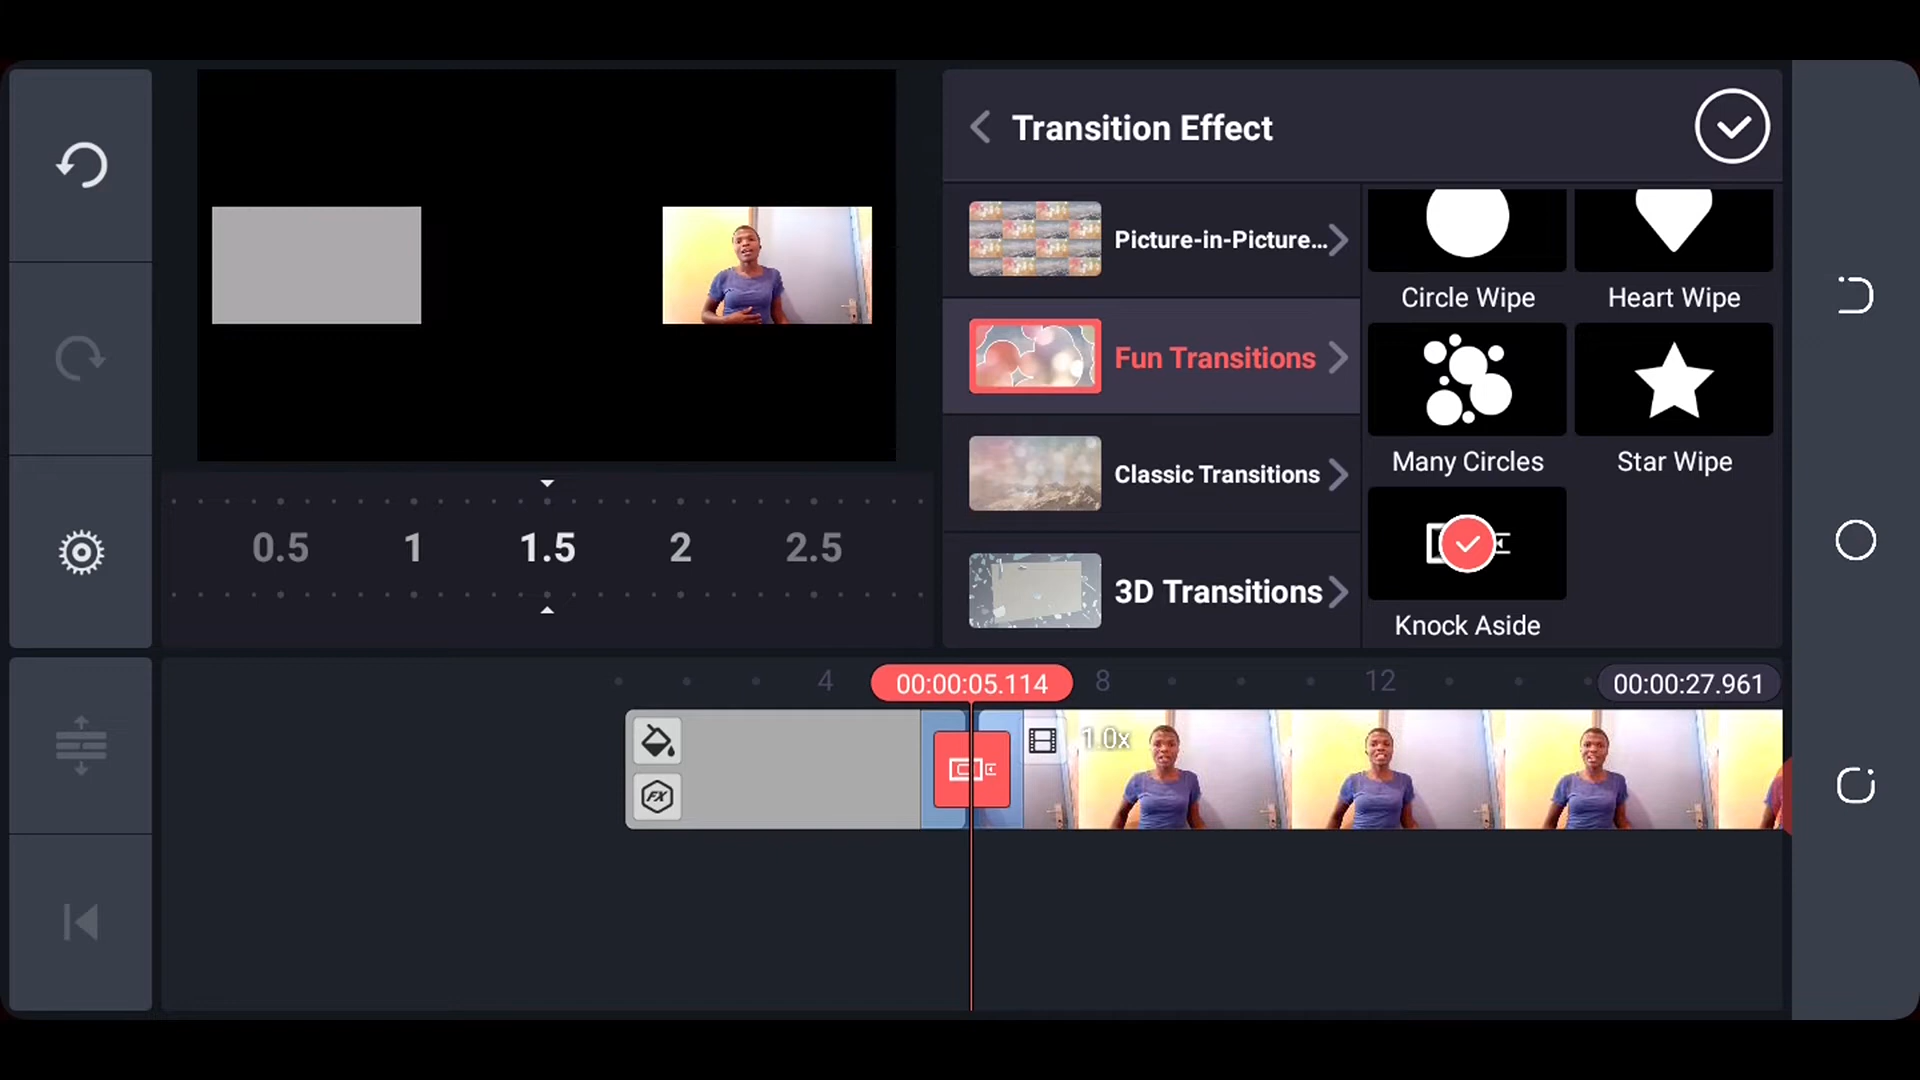 Transition Effect
Picture-in-Picture...
Fun Transitions
Classic Transitions
3D Transitions
Circle Wipe
Heart Wipe
Many Circles
Star Wipe
Knock Aside
0.5 1 1.5 2 2.5
4 00:00:05.114 8 12 00:00:27.961
1.0x
FX